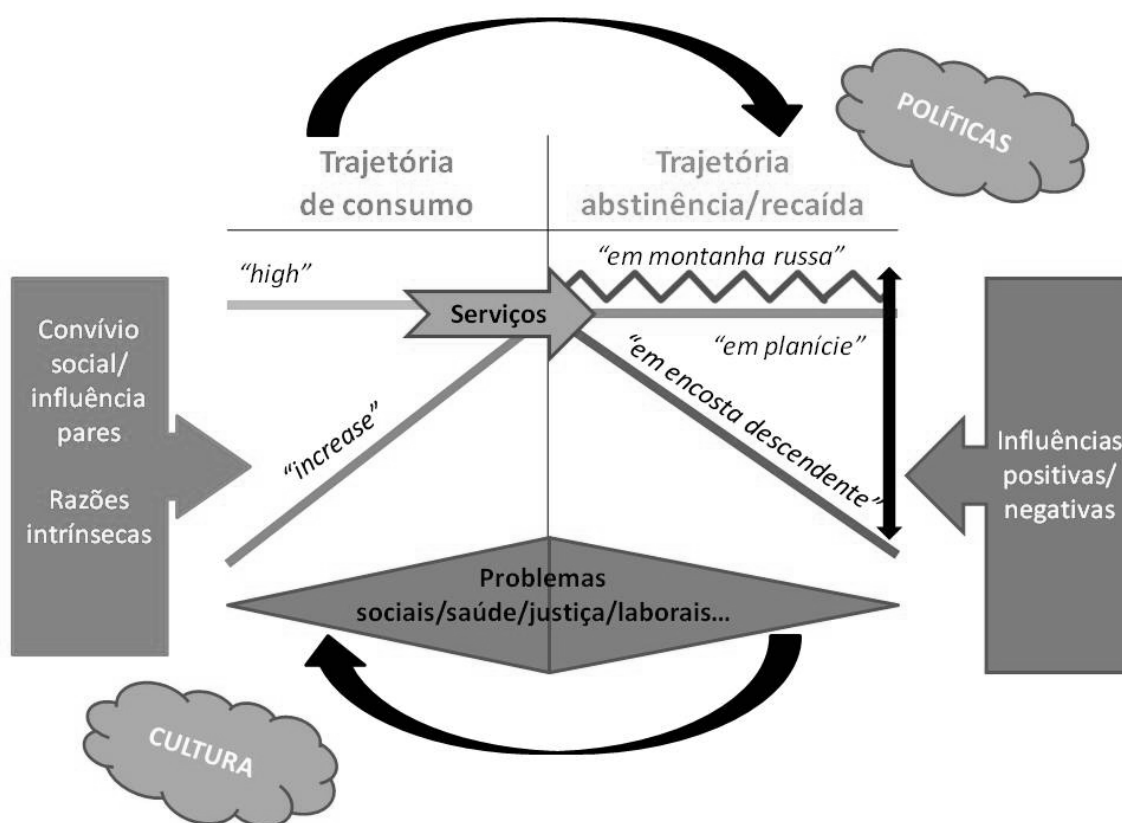 POLÍTICAS
Trajetória
de consumo
Trajetória
abstinência/recaída
“high”
“em montanha russa”
Serviços
“em planície”
“increase”
“em encosta descendente”
Convívio
social/
influência
pares
Razões
intrínsecas
Influências
positivas/
negativas
Problemas
sociais/saúde/justiça/laborais...
CULTURA